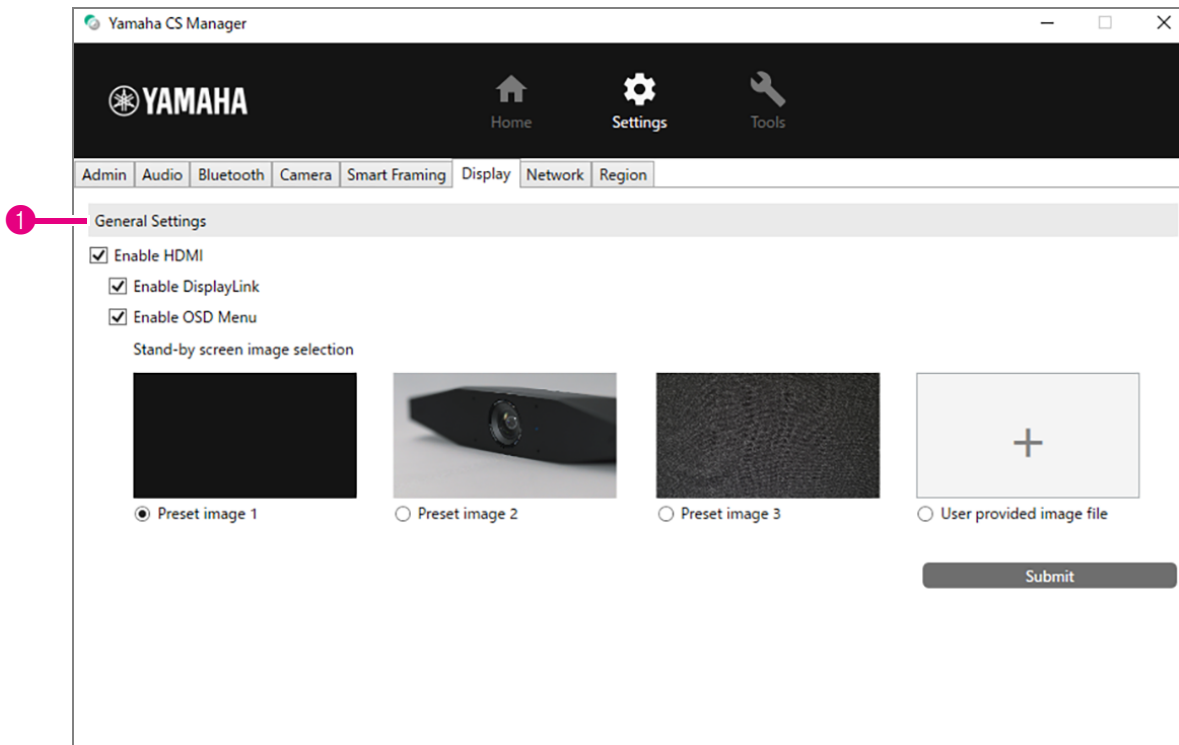 Yamaha CS Manager
YAMAHA
Home Settings Tools
Admin Audio Bluetooth Camera Smart Framing Display Network Region
1
General Settings
Enable HDMI
Enable DisplayLink
Enable OSD Menu
Stand-by screen image selection
Preset image 1 Preset image 2 Preset image 3 User provided image file
Submit